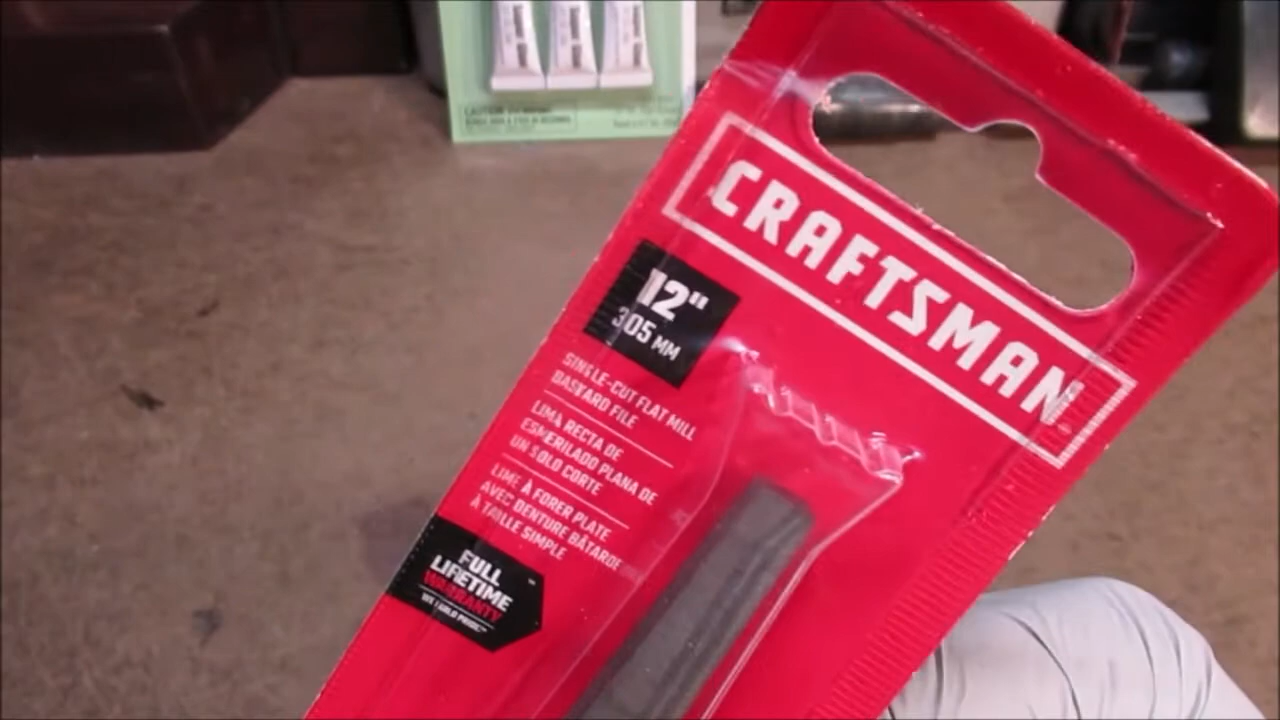 CRAFTSMAN
12"
305 MM
SINGLE-CUT FLAT MILL
BASTARD FILE
LIMA RECTA DE
ESMERILADO PLANA DE
UN SOLO CORTE
LIME À FORER PLATE
AVEC DENTURE BÂTARDE
À TAILLE SIMPLE
FULL
LIFETIME
WARRANTY
CAUTION